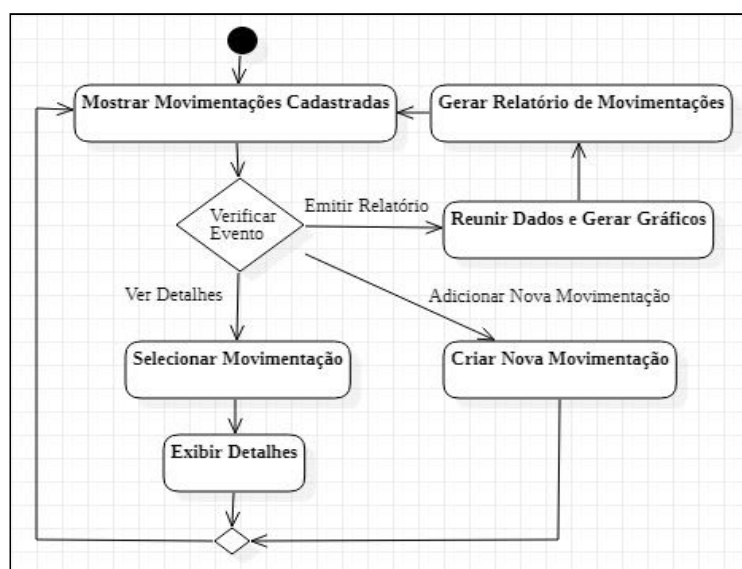 Mostrar Movimentações Cadastradas
Gerar Relatório de Movimentações
Verificar
Evento
Emitir Relatório
Reunir Dados e Gerar Gráficos
Ver Detalhes
Adicionar Nova Movimentação
Selecionar Movimentação
Criar Nova Movimentação
Exibir Detalhes